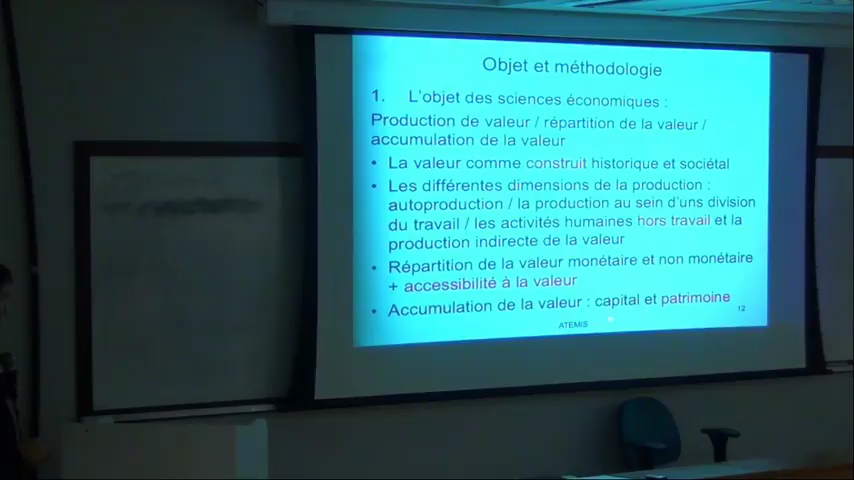 Objet et méthodologie
1. L'objet des sciences économiques :
Production de valeur / répartition de la valeur /
accumulation de la valeur
• La valeur comme construit historique et sociétal
• Les différentes dimensions de la production :
autoproduction / la production au sein d'uns division
du travail / les activités humaines hors travail et la
production indirecte de la valeur
• Répartition de la valeur monétaire et non monétaire
+ accessibilité à la valeur
• Accumulation de la valeur : capital et patrimoine
12
ATEMIS